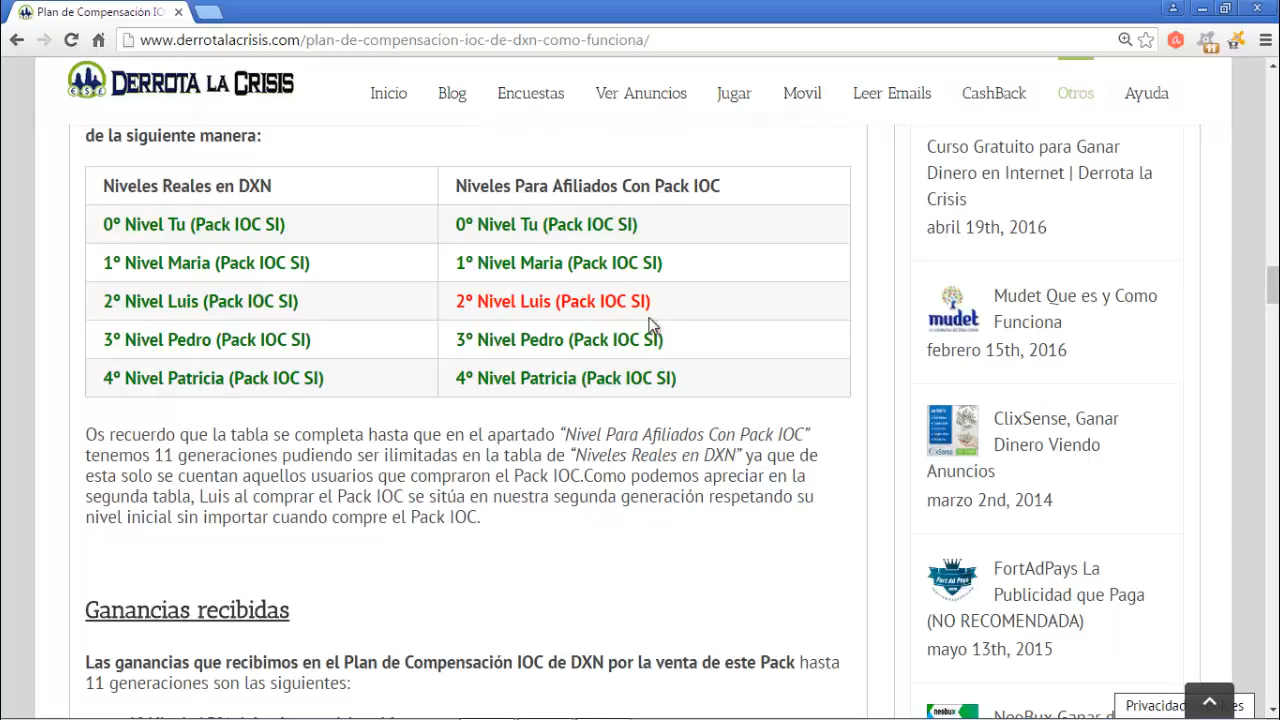 Plan de Compensación IO
www.derrotalacrisis.com/plan-de-compensacion-ioc-de-dxn-como-funciona/
11
DERROTA LA CRISIS
Inicio
Blog
Encuestas
Ver Anuncios
Jugar
Movil
Leer Emails
CashBack
Otros
Ayuda
de la siguiente manera:
Niveles Reales en DXN
Niveles Para Afiliados Con Pack IOC
0º Nivel Tu (Pack IOC SI)
0º Nivel Tu (Pack IOC SI)
1º Nivel Maria (Pack IOC SI)
1º Nivel Maria (Pack IOC SI)
2º Nivel Luis (Pack IOC SI)
2º Nivel Luis (Pack IOC SI)
3º Nivel Pedro (Pack IOC SI)
3º Nivel Pedro (Pack IOC SI)
4º Nivel Patricia (Pack IOC SI)
4º Nivel Patricia (Pack IOC SI)
Os recuerdo que la tabla se completa hasta que en el apartado “Nivel Para Afiliados Con Pack IOC”
tenemos 11 generaciones pudiendo ser ilimitadas en la tabla de “Niveles Reales en DXN” ya que de
esta solo se cuentan aquellos usuarios que compraron el Pack IOC.Como podemos apreciar en la
segunda tabla, Luis al comprar el Pack IOC se sitúa en nuestra segunda generación respetando su
nivel inicial sin importar cuando compre el Pack IOC.
Ganancias recibidas
Las ganancias que recibimos en el Plan de Compensación IOC de DXN por la venta de este Pack hasta
11 generaciones son las siguientes:
Curso Gratuito para Ganar
Dinero en Internet | Derrota la
Crisis
abril 19th, 2016
mudet
Mudet Que es y Como
Funciona
febrero 15th, 2016
ClixSense, Ganar
Dinero Viendo
Anuncios
marzo 2nd, 2014
Fort Ad Pays
FortAdPays La
Publicidad que Paga
(NO RECOMENDADA)
mayo 13th, 2015
neobux
NeoBux Ganar d
Privacidad